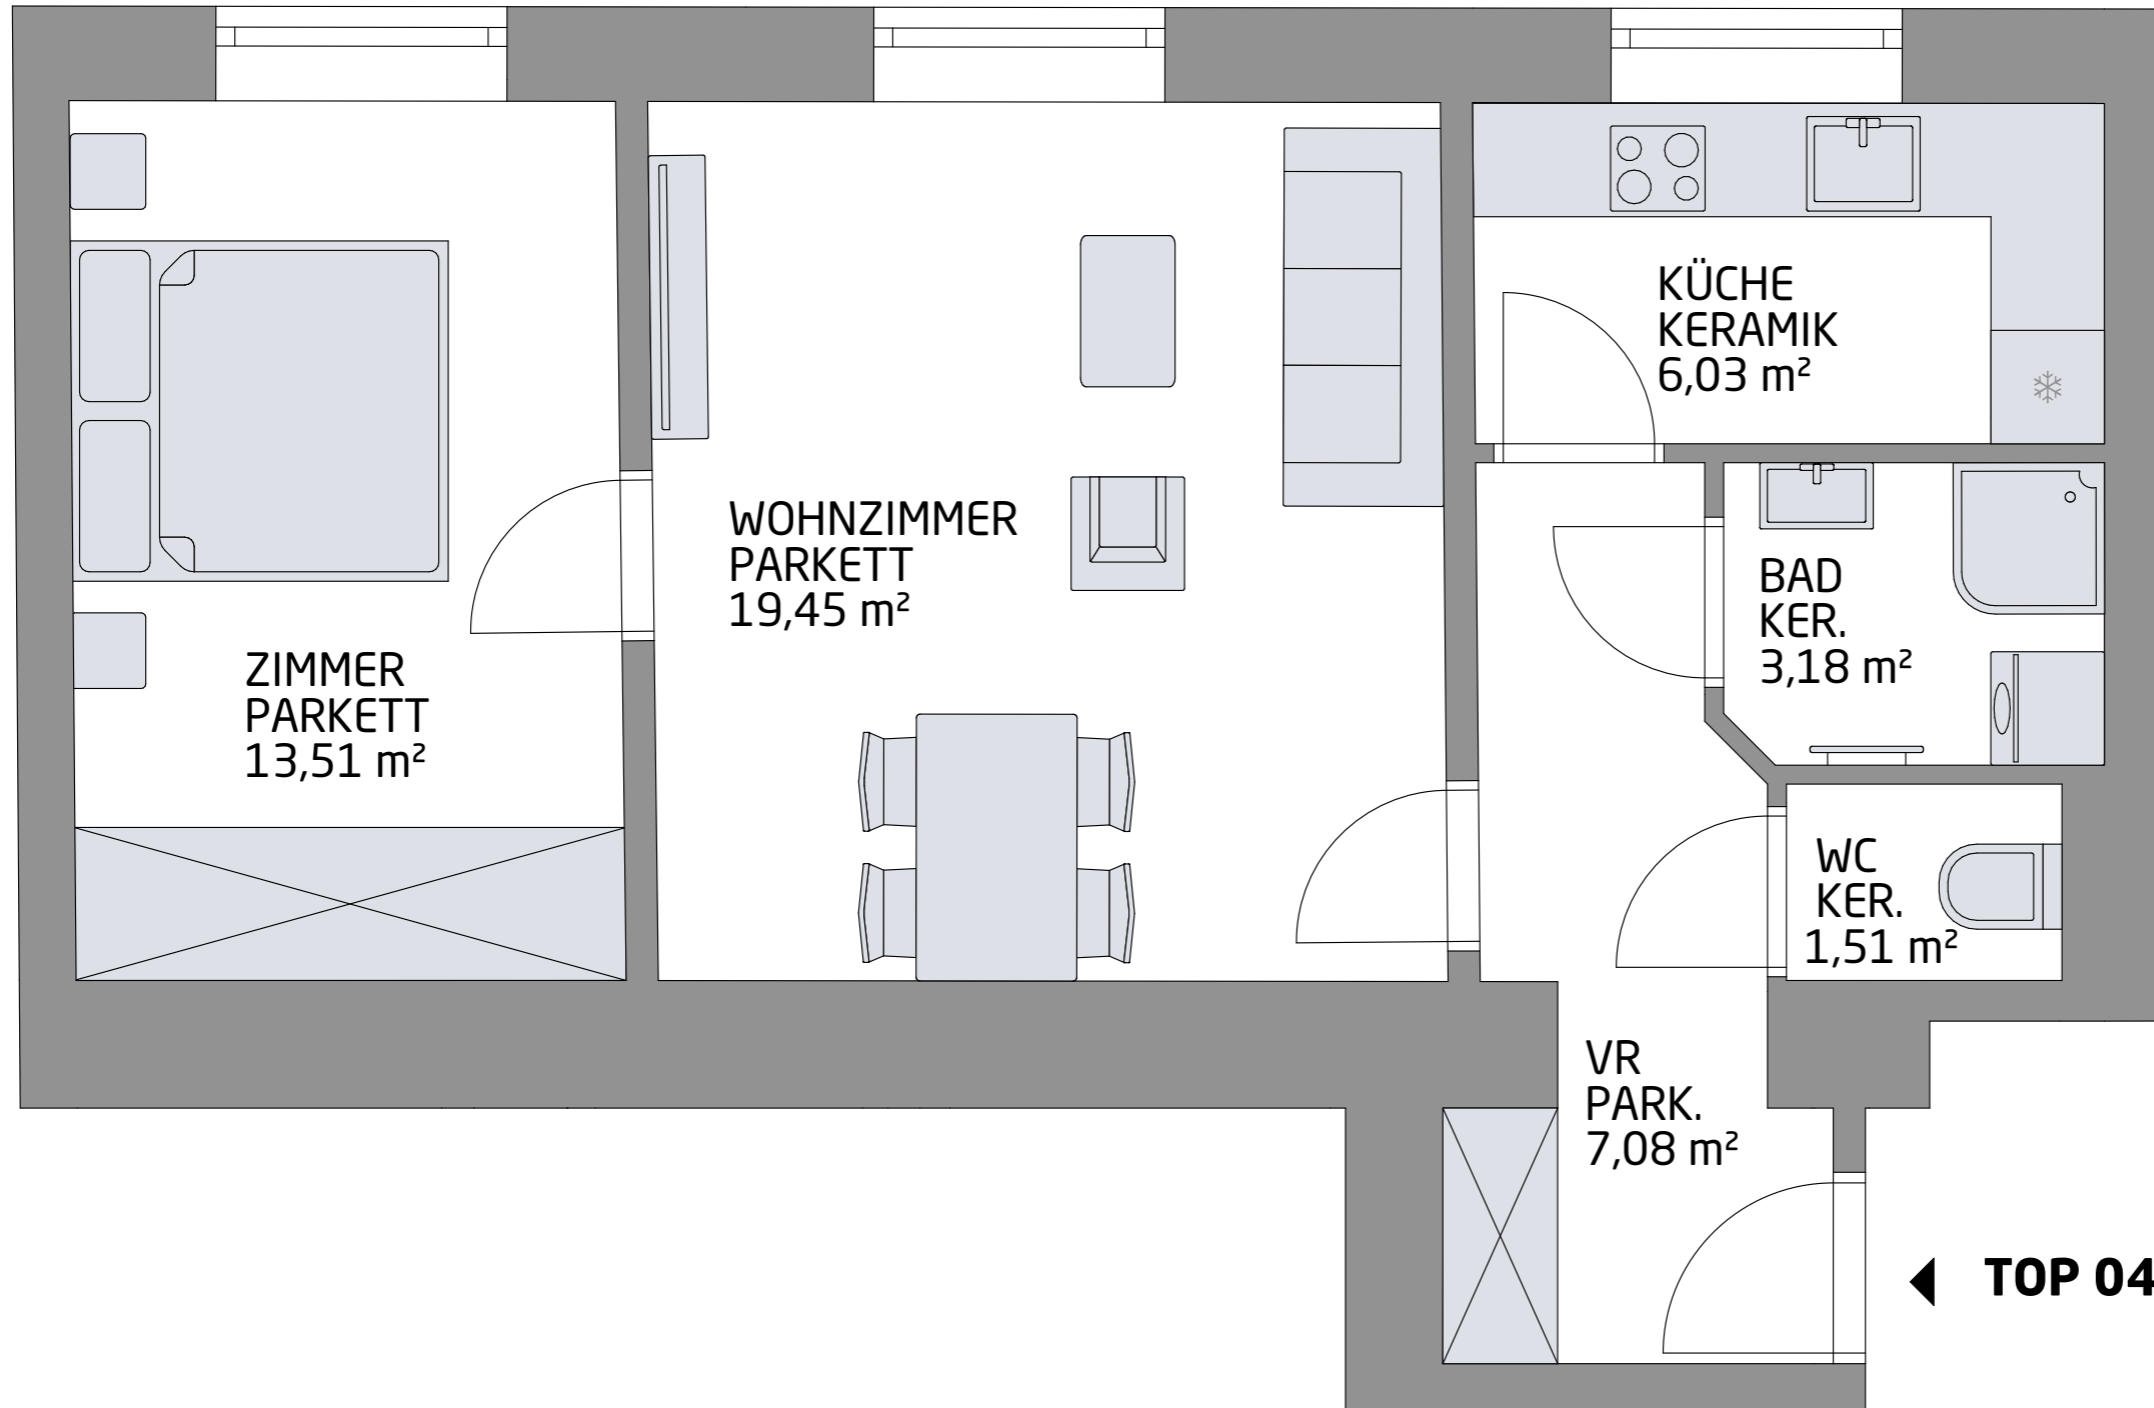 KÜCHE
KERAMIK
6,03 m²
WOHNZIMMER
PARKETT
19,45 m²
BAD
KER.
3,18 m²
ZIMMER
PARKETT
13,51 m²
WC
KER.
1,51 m²
VR
PARK.
7,08 m²
TOP 04